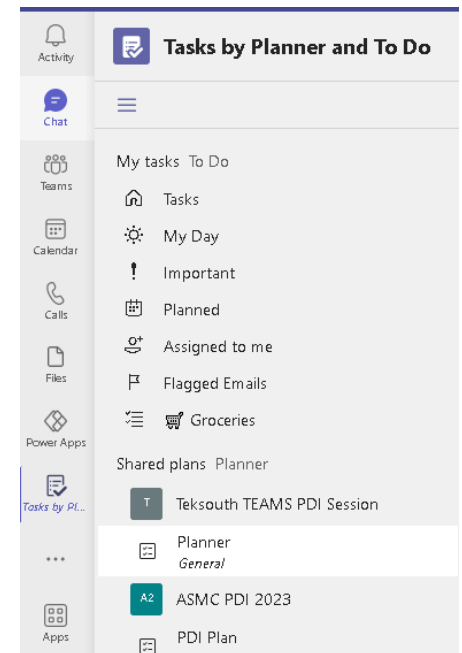 Activity
Chat
Teams
Calendar
Calls
Files
Power Apps
Tasks by Pl...
...
Apps
Tasks by Planner and To Do
My tasks To Do
Tasks
My Day
Important
Planned
Assigned to me
Flagged Emails
Groceries
Shared plans Planner
T Teksouth TEAMS PDI Session
Planner
General
A2 ASMC PDI 2023
PDI Plan